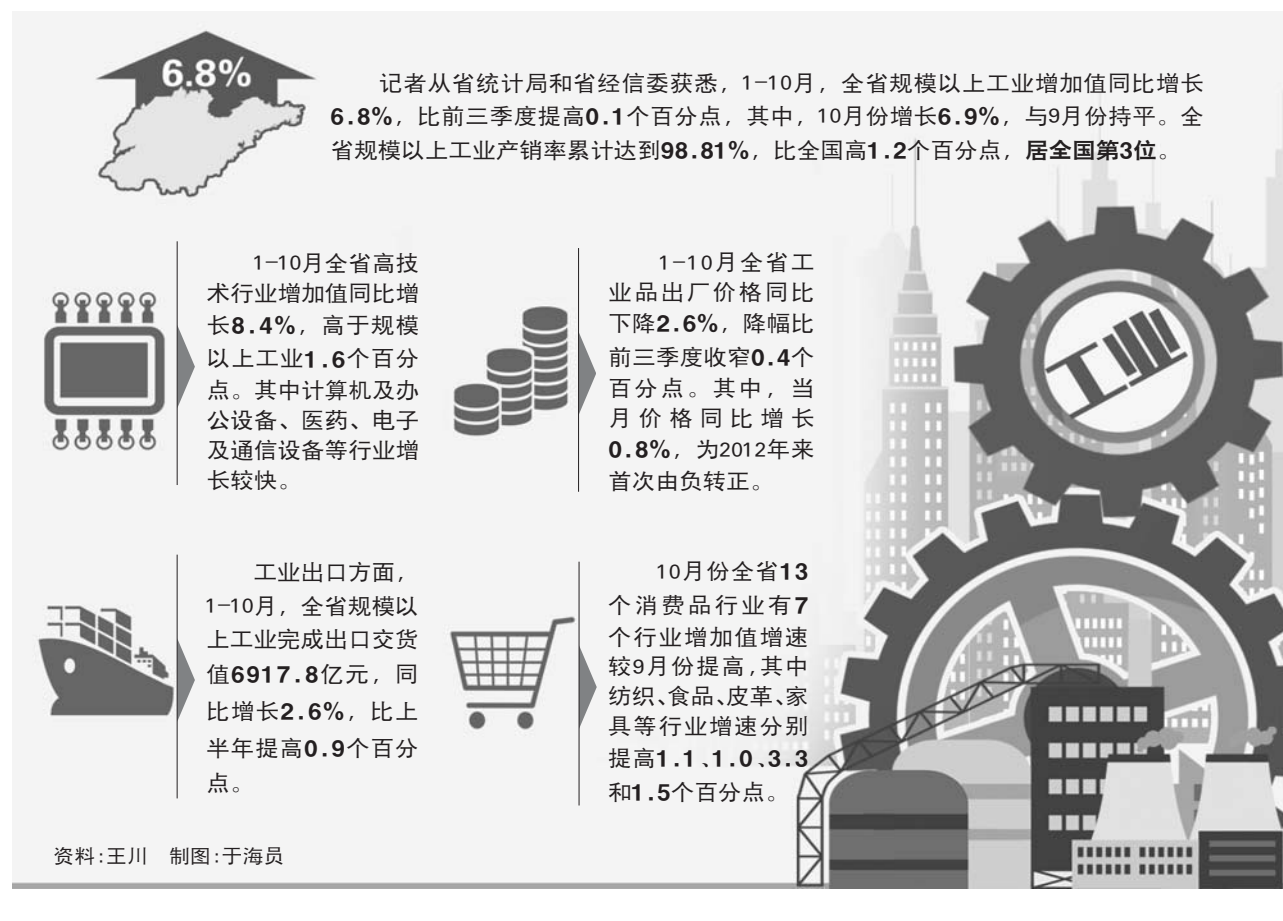 6.8%
记者从省统计局和省经信委获悉，1-10月，全省规模以上工业增加值同比增长
6.8%，比前三季度提高0.1个百分点，其中，10月份增长6.9%，与9月份持平。全
省规模以上工业产销率累计达到98.81%，比全国高1.2个百分点，居全国第3位。
1-10月全省高技
术行业增加值同比增
长8.4%，高于规模
以上工业1.6个百分
点。其中计算机及办
公设备、医药、电子
及通信设备等行业增
长较快。
1-10月全省工
业品出厂价格同比
下降2.6%，降幅比
前三季度收窄0.4个
百分点。其中，当
月价格同比增长
0.8%，为2012年来
首次由负转正。
工业
工业出口方面，
1-10月，全省规模以
上工业完成出口交货
值6917.8亿元，同
比增长2.6%，比上
半年提高0.9个百分
点。
10月份全省13
个消费品行业有7
个行业增加值增速
较9月份提高,其中
纺织、食品、皮革、家
具等行业增速分别
提高1.1、1.0、3.3
和1.5个百分点。
资料:王川 制图:于海员